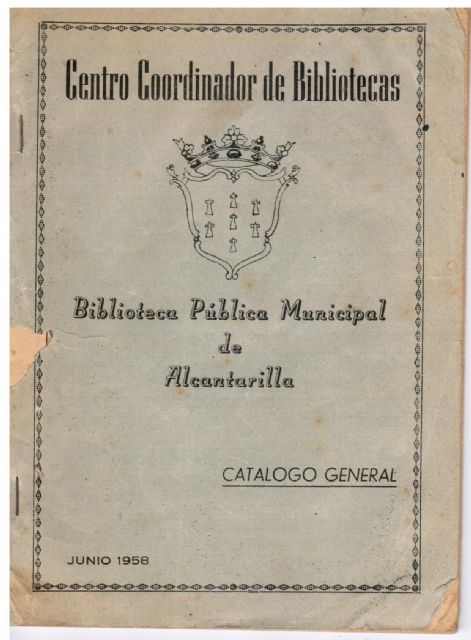 Centro Coordinador de Bibliotecas
Biblioteca Pública Municipal
de
Alcantarilla
CATALOGO GENERAL
JUNIO 1958